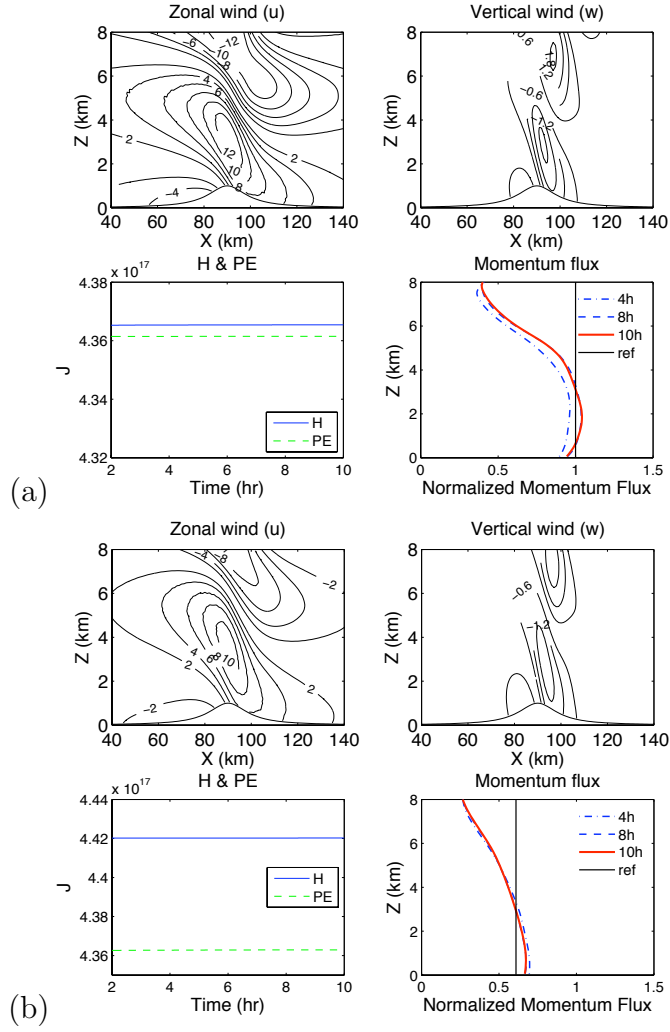 Zonal wind (u)
Vertical wind (w)
8
6
4
2
0
Z (km)
−6
−12
−10
−8
−4
−6
2
2
12
10
−4
8
40 60 80 100 120 140
X (km)
8
6
4
2
0
Z (km)
−0.6
−1.8
−1.2
−0.6
−1.2
40 60 80 100 120 140
X (km)
x 10^17
H & PE
Momentum flux
4.38
4.36
4.34
4.32
J
H
PE
2 4 6 8 10
Time (hr)
8
6
4
2
0
Z (km)
4h
8h
10h
ref
0 0.5 1 1.5
Normalized Momentum Flux
(a)
Zonal wind (u)
Vertical wind (w)
8
6
4
2
0
Z (km)
−4
−8
−2
4
6
8
10
2
2
−2
40 60 80 100 120 140
X (km)
8
6
4
2
0
Z (km)
−0.6
−1.2
40 60 80 100 120 140
X (km)
x 10^17
H & PE
Momentum flux
4.44
4.42
4.4
4.38
4.36
J
H
PE
2 4 6 8 10
Time (hr)
8
6
4
2
0
Z (km)
4h
8h
10h
ref
0 0.5 1 1.5
Normalized Momentum Flux
(b)